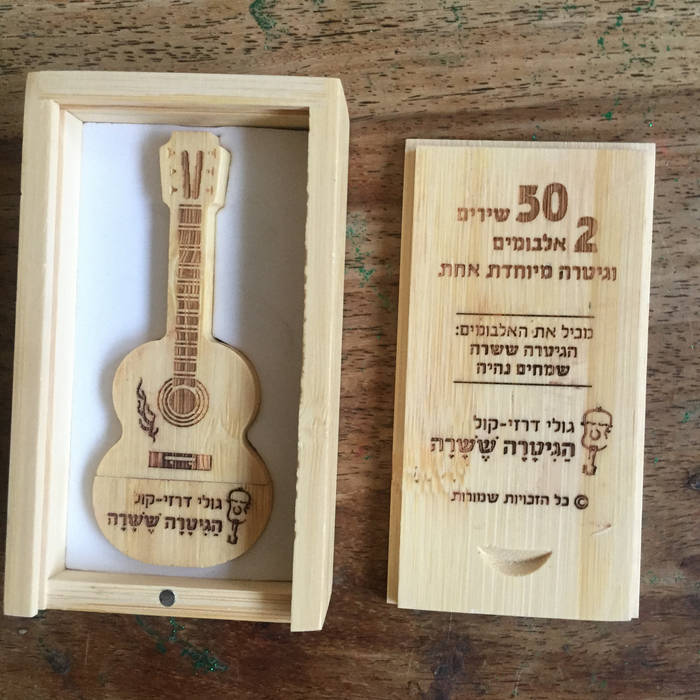 גולי דרזי-קול
הַגִּיטָרָה שֶׁשָּׁרָה
50 שירים
2 אלבומים
וגיטרה מיוחדת אחת
מכיל את האלבומים:
הגיטרה ששרה
שמחים נהיה
גולי דרזי-קול
הַגִּיטָרָה שֶׁשָּׁרָה
© כל הזכויות שמורות